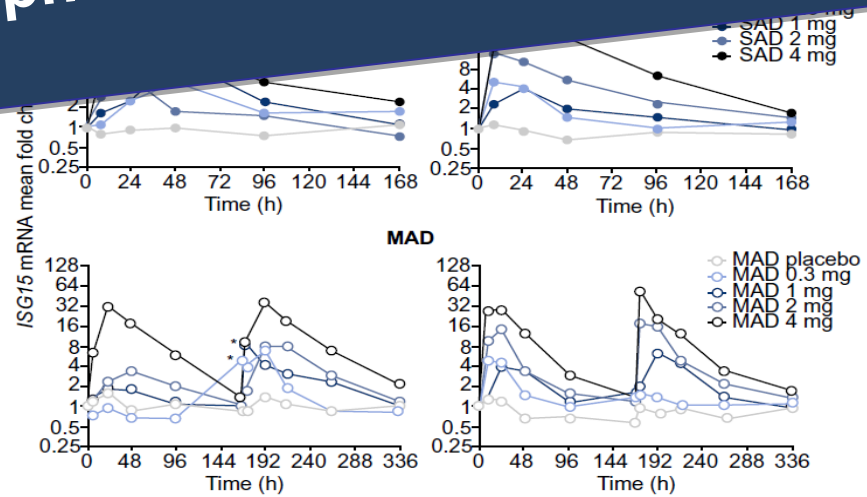 SAD 1 mg
SAD 2 mg
SAD 4 mg
2
1
0.5
0.25
0 24 48 72 96 120 144 168
Time (h)
8
4
2
1
0.5
0.25
0 24 48 72 96 120 144 168
Time (h)
ISG15 mRNA mean fold
MAD
128
64
32
16
8
4
2
1
0.5
0.25
* 
*
0 48 96 144 192 240 288 336
Time (h)
128
64
32
16
8
4
2
1
0.5
0.25
0 48 96 144 192 240 288 336
Time (h)
MAD placebo
MAD 0.3 mg
MAD 1 mg
MAD 2 mg
MAD 4 mg